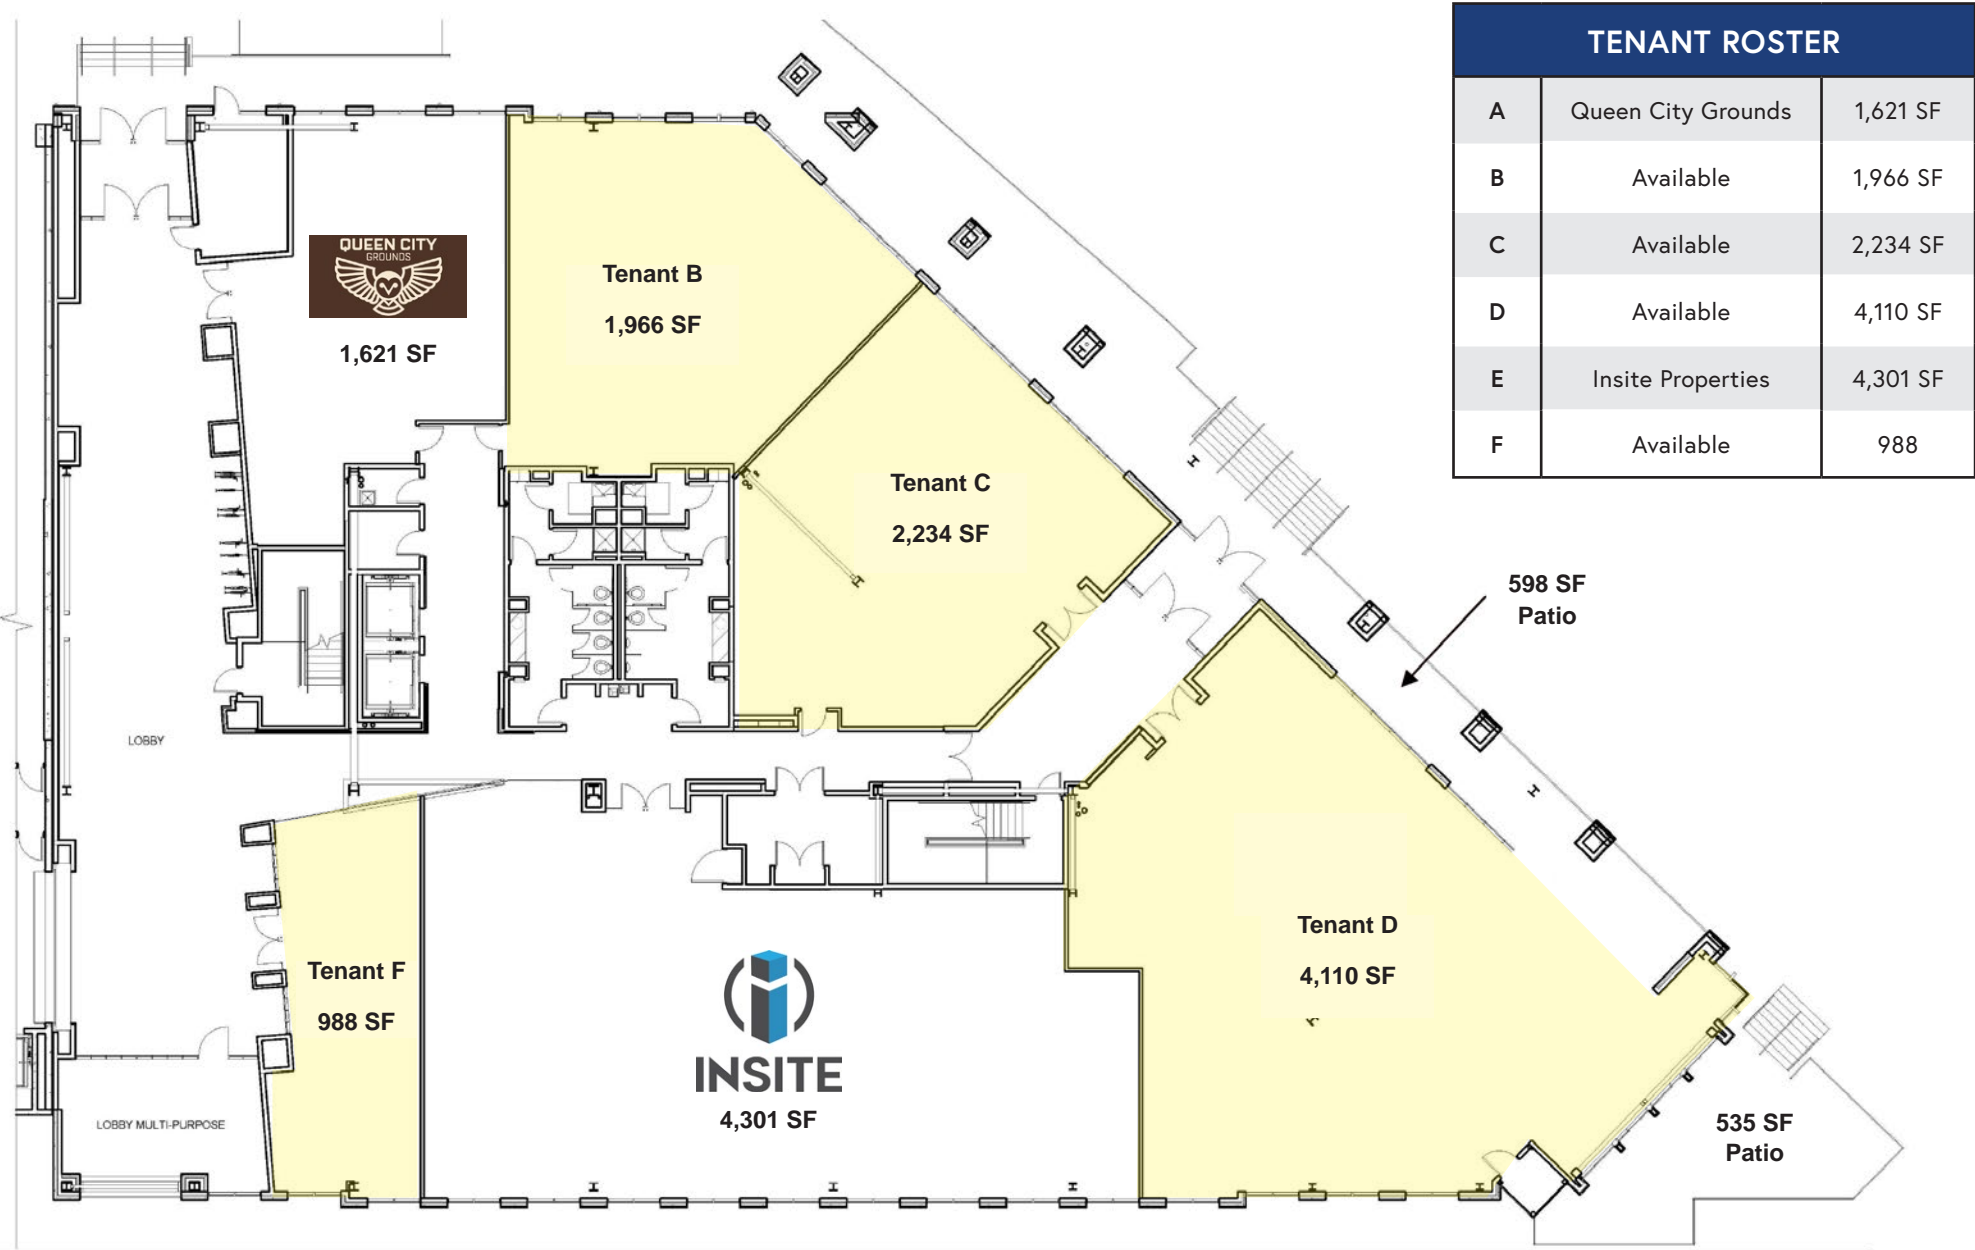 TENANT ROSTER
A Queen City Grounds 1,621 SF
B Available 1,966 SF
C Available 2,234 SF
D Available 4,110 SF
E Insite Properties 4,301 SF
F Available 988
QUEEN CITY
GROUNDS
1,621 SF
Tenant B
1,966 SF
Tenant C
2,234 SF
598 SF
Patio
LOBBY
Tenant D
4,110 SF
Tenant F
988 SF
INSITE
4,301 SF
LOBBY MULTI-PURPOSE
535 SF
Patio